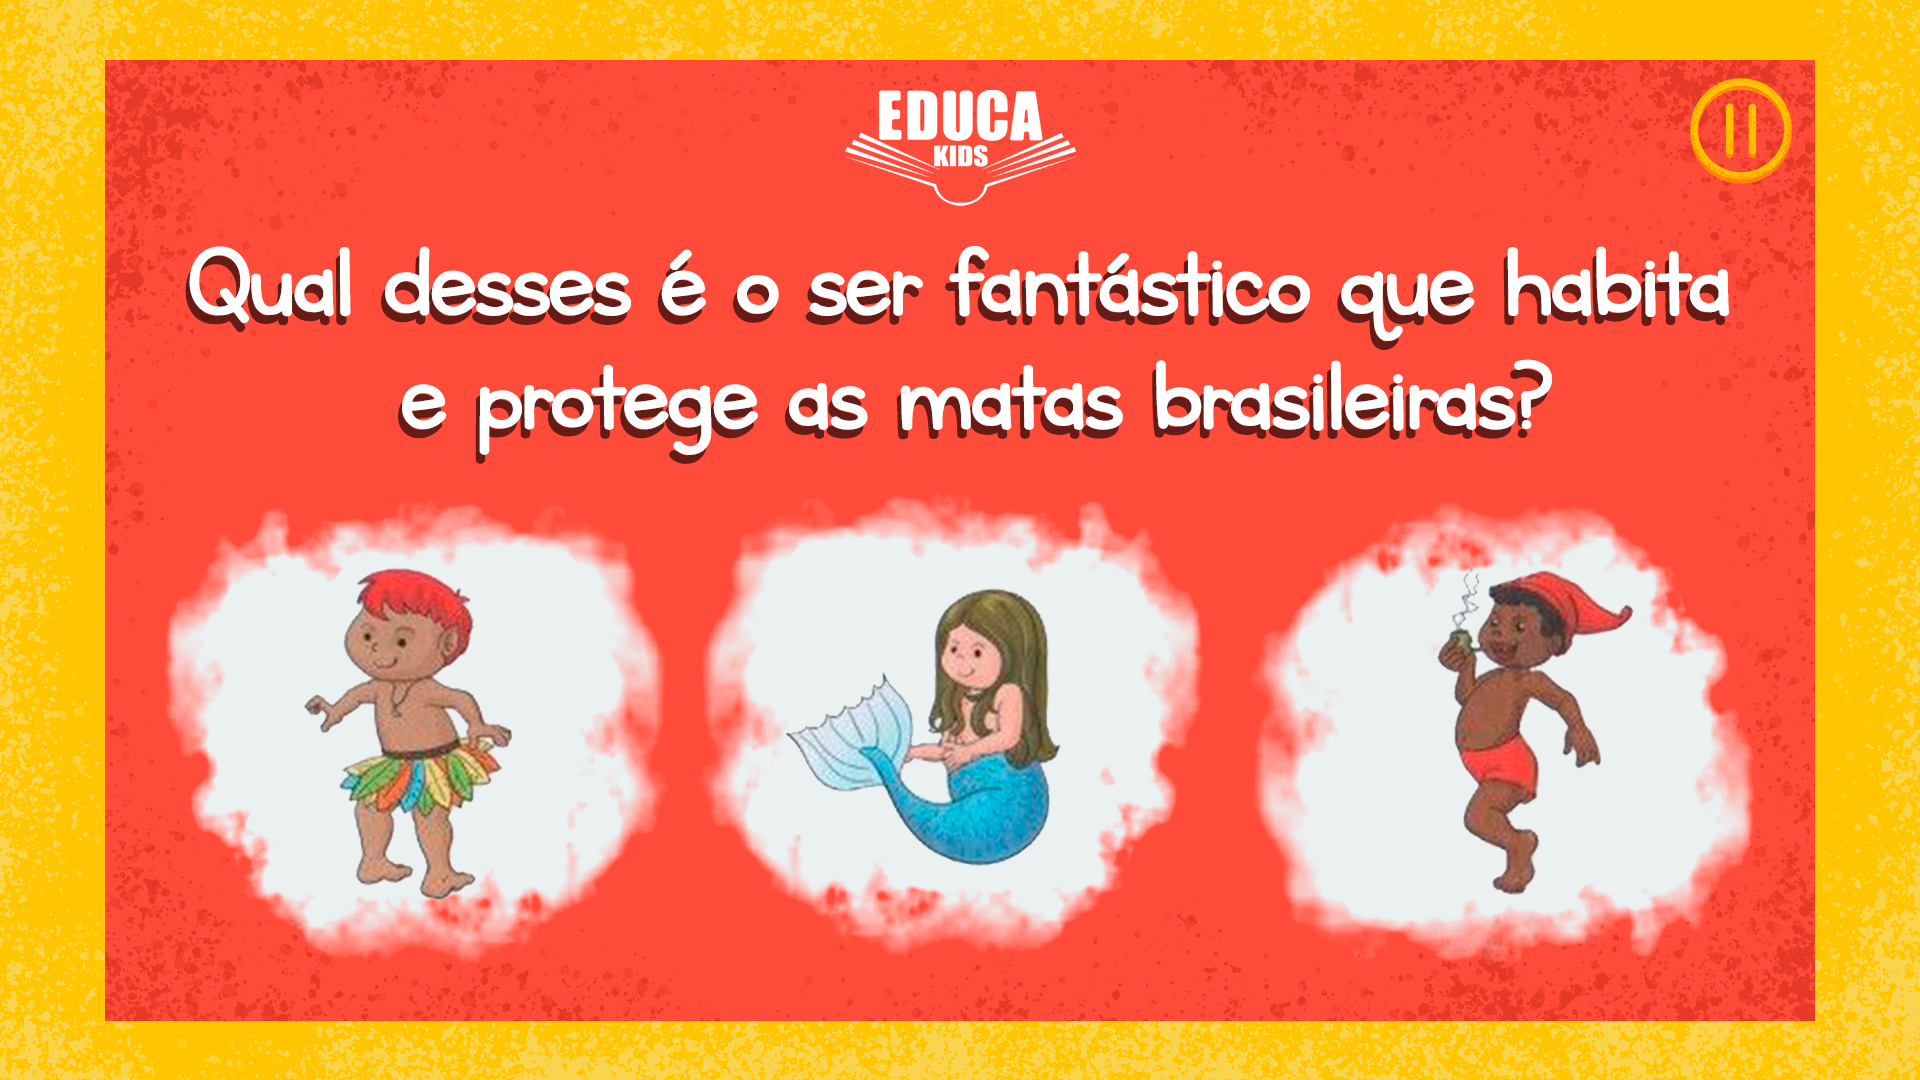 EDUCA
KIDS
Qual desses é o ser fantástico que habita
e protege as matas brasileiras?